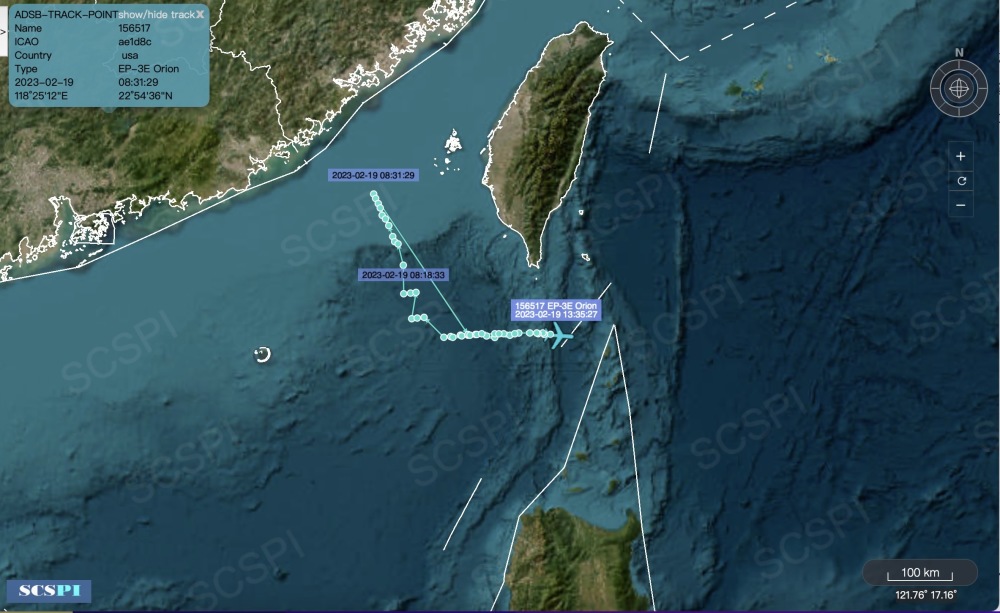 ADSB-TRACK-POINT show/hide track X
Name 156517
ICAO ae1d8c
Country usa
Type EP-3E Orion
2023-02-19 08:31:29
118°25'12"E 22°54'36"N
N
+
−
2023-02-19 08:31:29
2023-02-19 08:18:33
156517 EP-3E Orion
2023-02-19 13:35:27
SCSPI
SCSPI
SCSPI
SCSPI
SCSPI
SCSPI
SCSPI
SCSPI
SCSPI
SCSPI
SCSPI
100 km
121.76° 17.16°